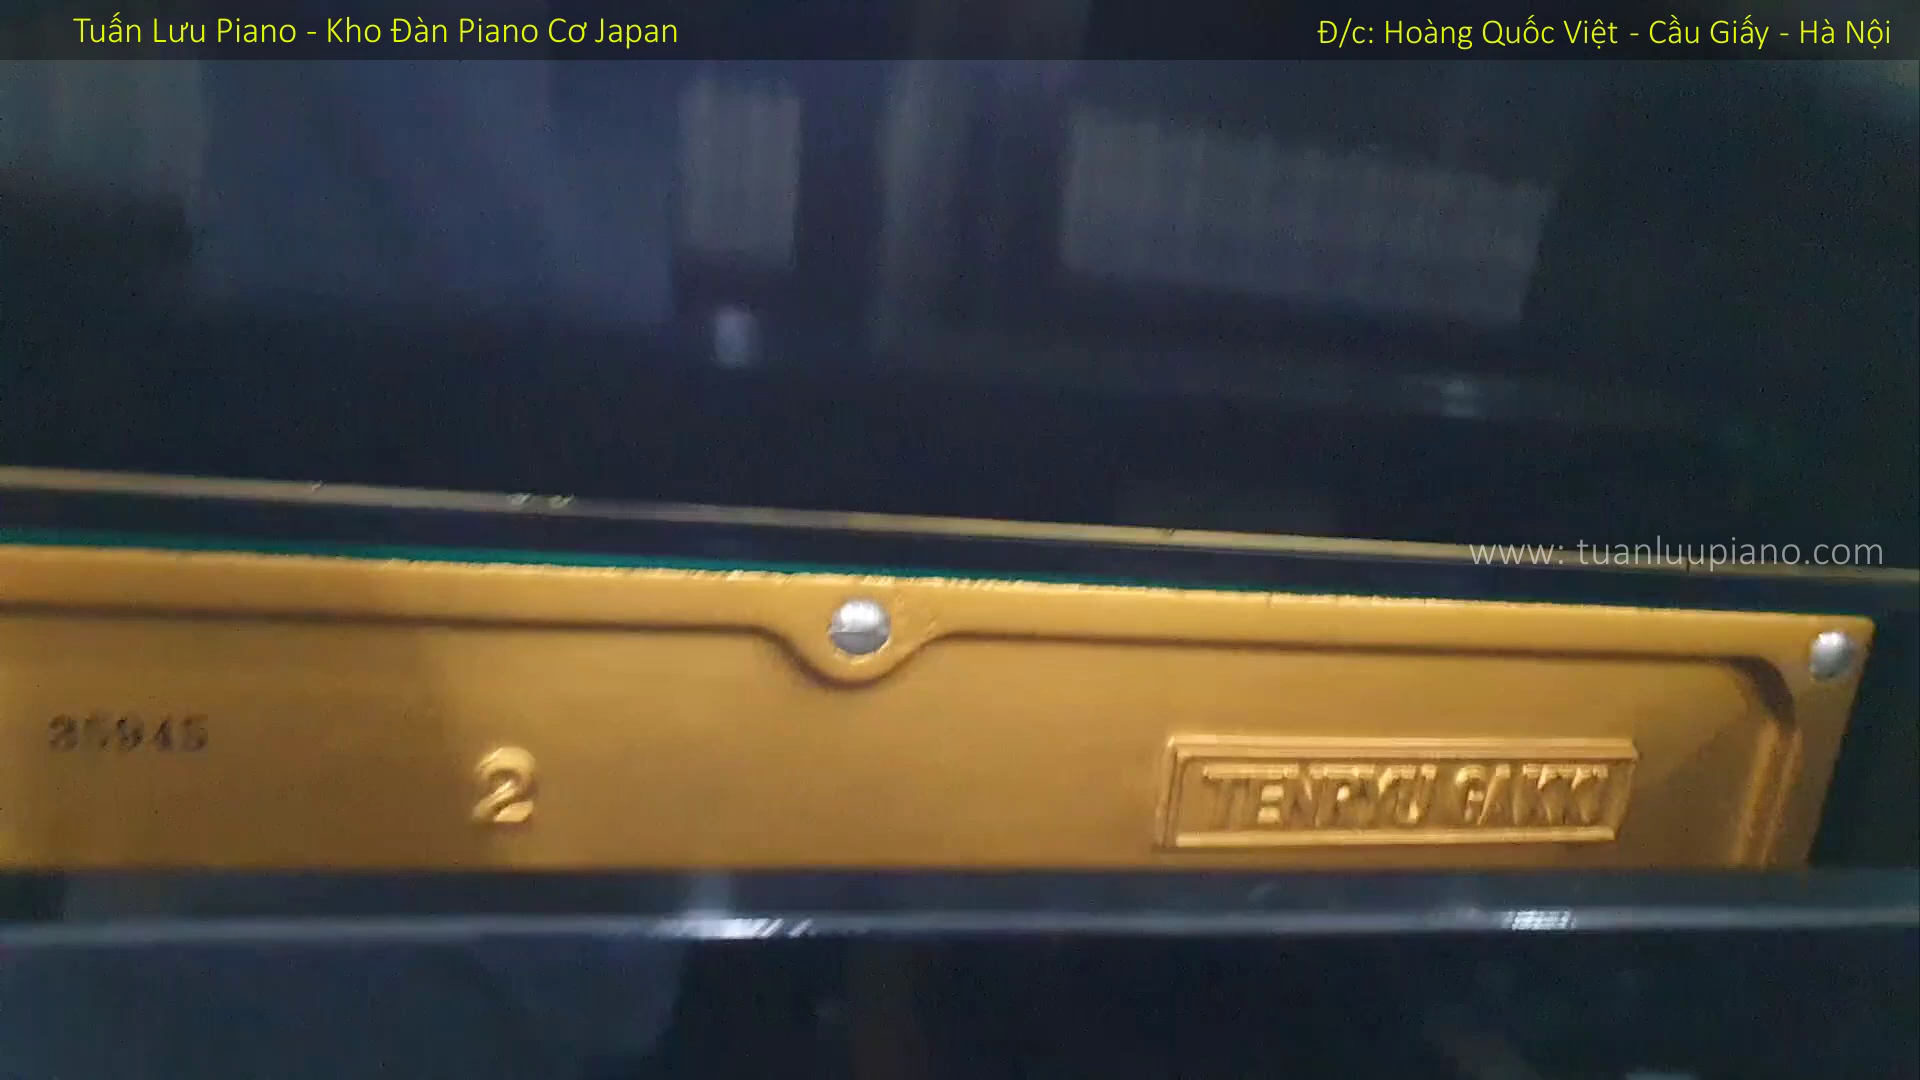 Tuấn Lưu Piano - Kho Đàn Piano Cơ Japan
Đ/c: Hoàng Quốc Việt - Cầu Giấy - Hà Nội
www: tuanluupiano.com
35945
2
TENRYU GAKKI